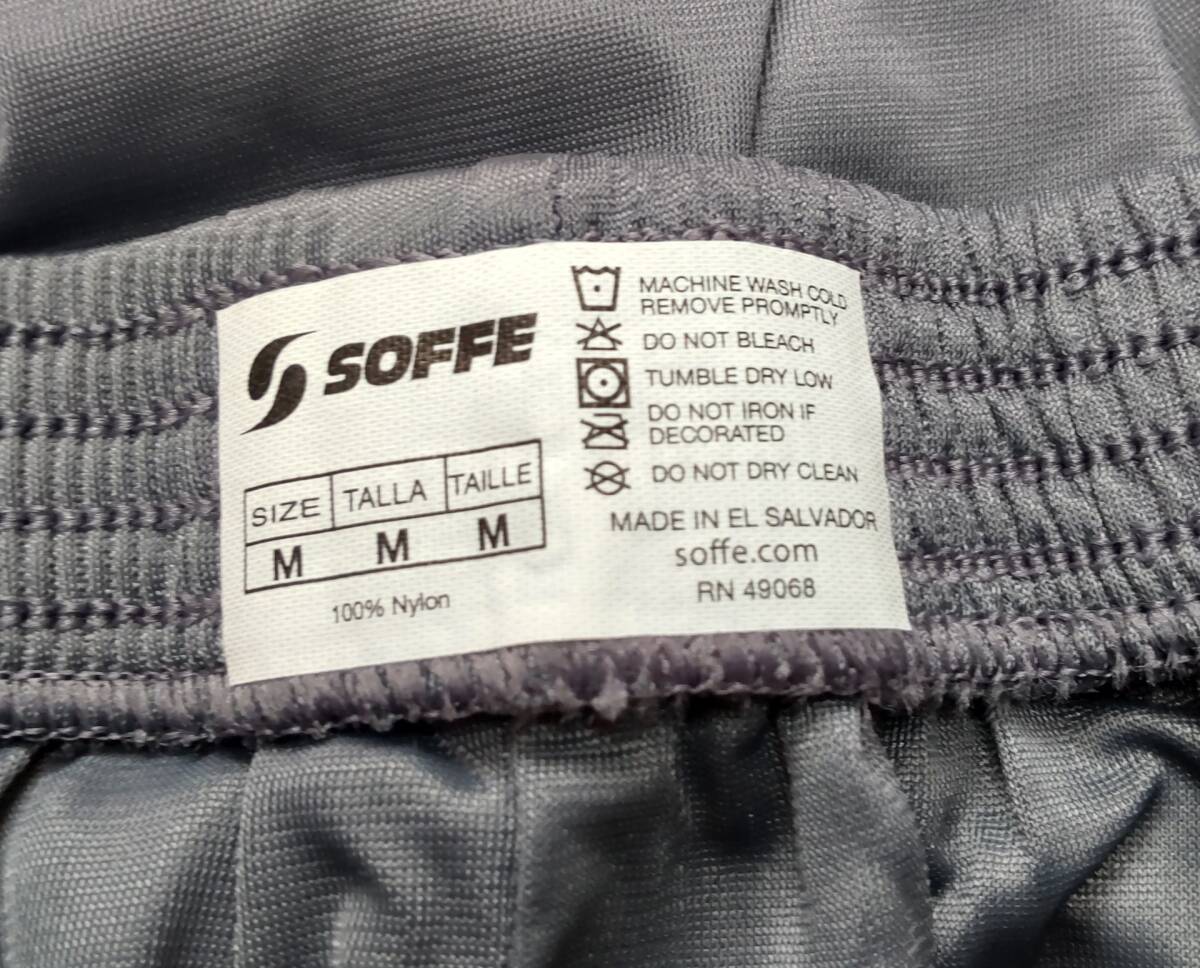 SOFFE
SIZE TALLA TAILLE
M M M
100% Nylon
MACHINE WASH COLD
REMOVE PROMPTLY
DO NOT BLEACH
TUMBLE DRY LOW
DO NOT IRON IF
DECORATED
DO NOT DRY CLEAN
MADE IN EL SALVADOR
soffe.com
RN 49068